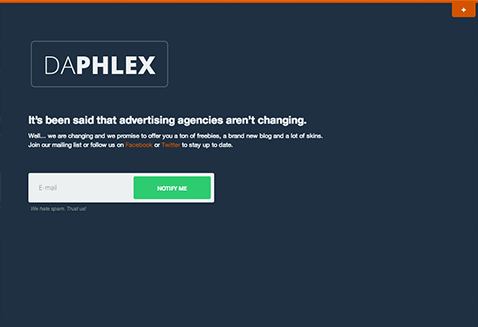 +
DAPHLEX
It's been said that advertising agencies aren't changing.
Well... we are changing and we promise to offer you a ton of freebies, a brand new blog and a lot of skins.
Join our mailing list or follow us on Facebook or Twitter to stay up to date.
E-mail NOTIFY ME
We hate spam. Trust us!